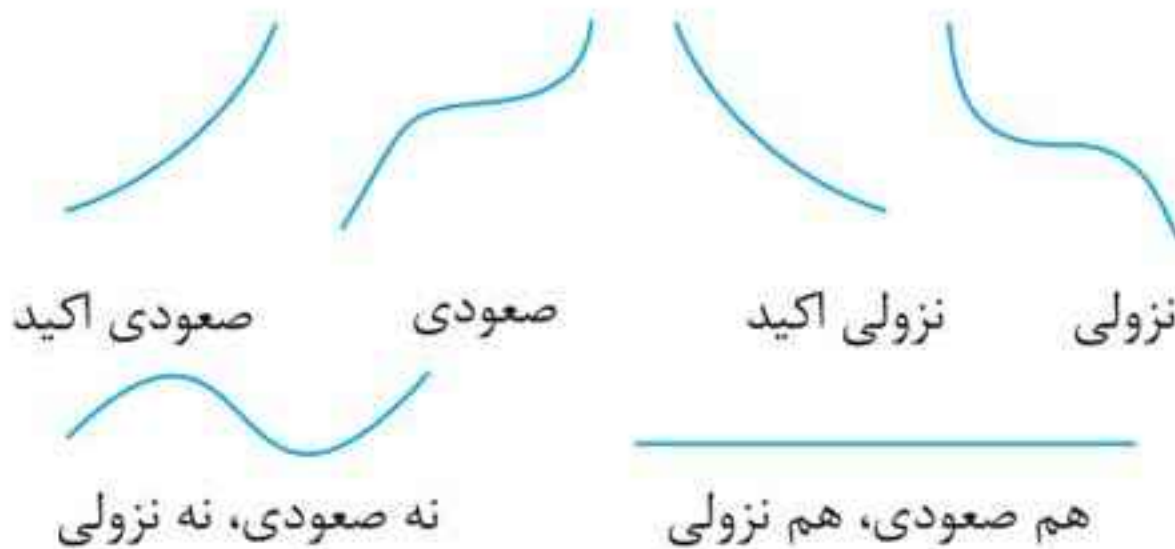 نزولی
نزولی اکید
صعودی
صعودی اکید
هم صعودی، هم نزولی
نه صعودی، نه نزولی